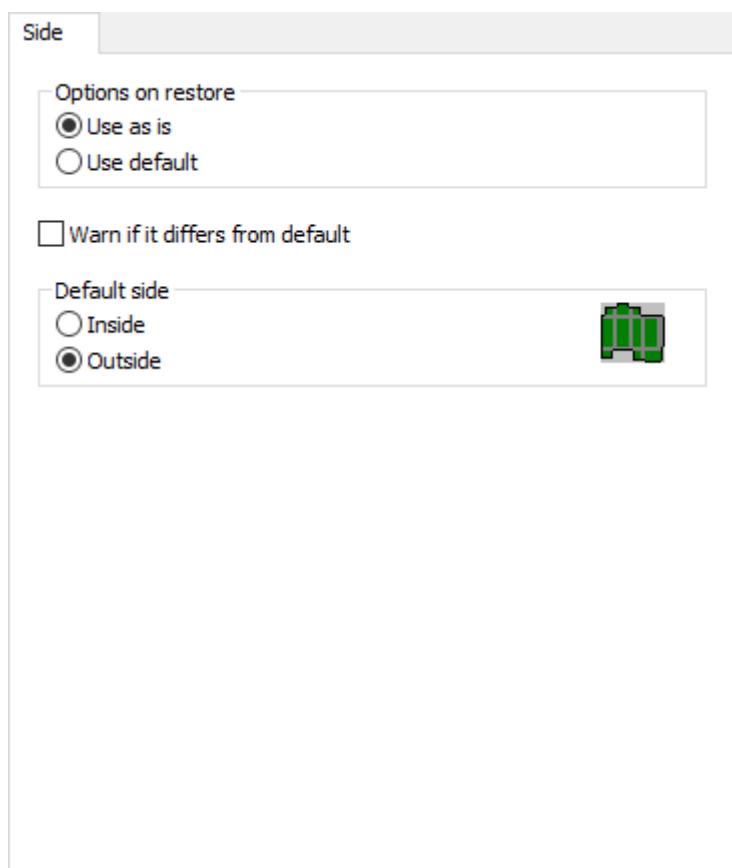 Side
Options on restore
Use as is
Use default
Warn if it differs from default
Default side
Inside
Outside